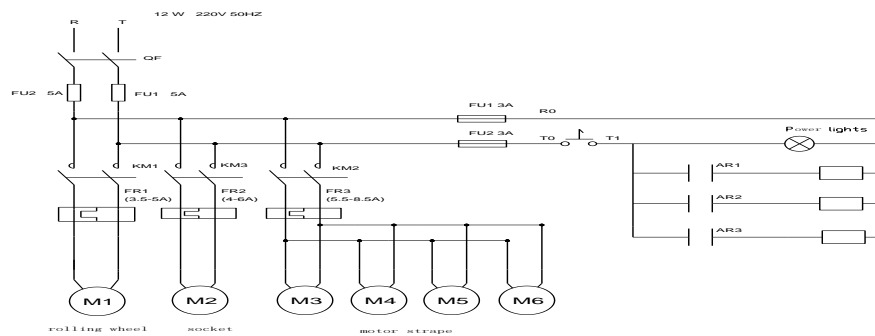 12 W 220V 50HZ
R T
QF
FU2 5A FU1 5A
FU1 3A R0
FU2 3A T0 T1 Power lights
KM1 KM3 KM2 AR1
FR1 FR2 FR3
(3.5-5A) (4-6A) (5.5-8.5A) AR2
AR3
M1 M2 M3 M4 M5 M6
rolling wheel socket motor strape